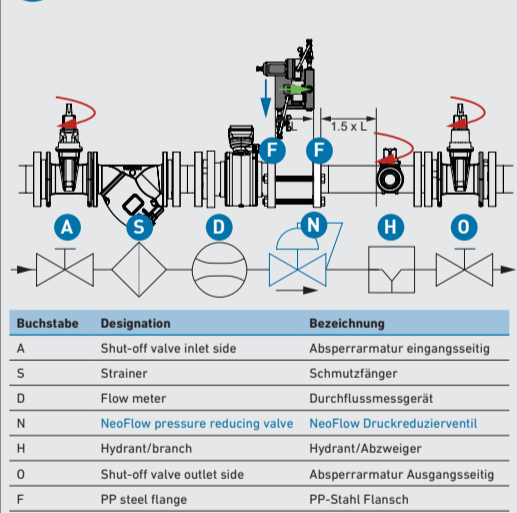 L
1.5 x L
F
F
A
S
D
N
H
O
Buchstabe Designation Bezeichnung
A Shut-off valve inlet side Absperrarmatur eingangsseitig
S Strainer Schmutzfänger
D Flow meter Durchflussmessgerät
N NeoFlow pressure reducing valve NeoFlow Druckreduzierventil
H Hydrant/branch Hydrant/Abzweiger
O Shut-off valve outlet side Absperrarmatur Ausgangsseitig
F PP steel flange PP-Stahl Flansch